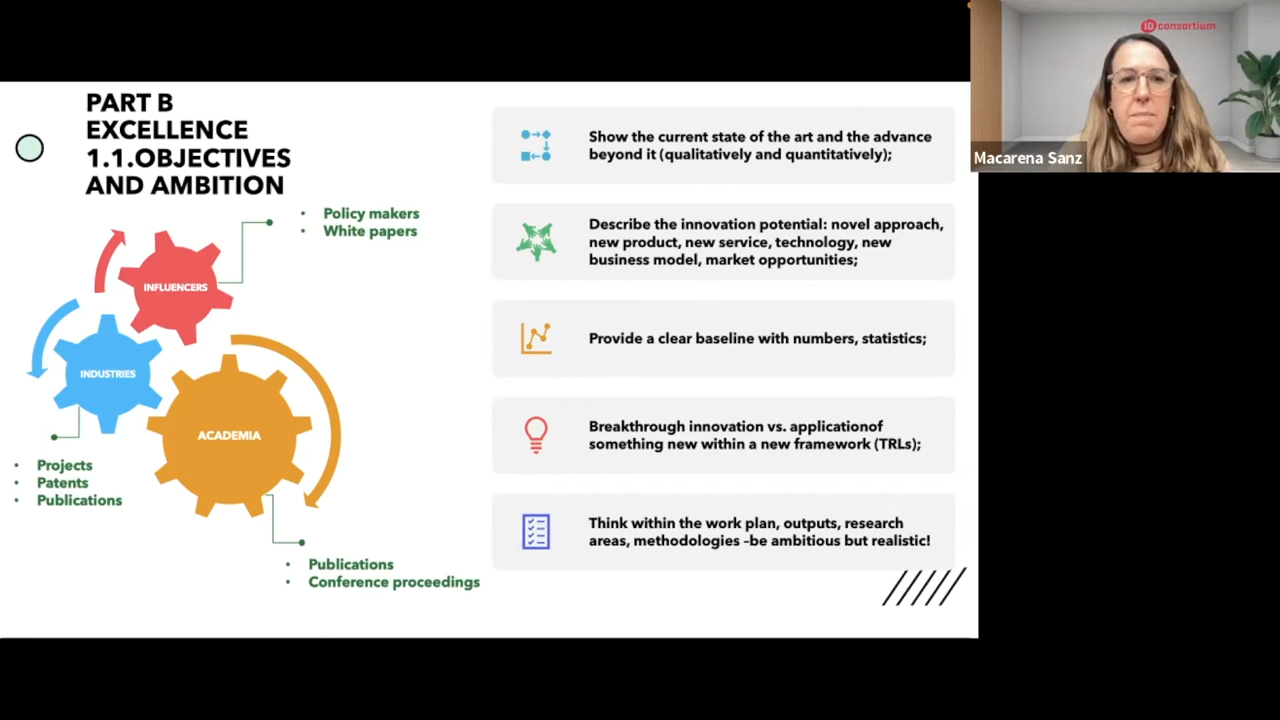 PART B
EXCELLENCE
1.1.OBJECTIVES
AND AMBITION
• Policy makers
• White papers
INFLUENCERS
INDUSTRIES
ACADEMIA
• Projects
• Patents
• Publications
• Publications
• Conference proceedings
Show the current state of the art and the advance
beyond it (qualitatively and quantitatively);
Describe the innovation potential: novel approach,
new product, new service, technology, new
business model, market opportunities;
Provide a clear baseline with numbers, statistics;
Breakthrough innovation vs. applicationof
something new within a new framework (TRLs);
Think within the work plan, outputs, research
areas, methodologies –be ambitious but realistic!
ID consortium
Macarena Sanz